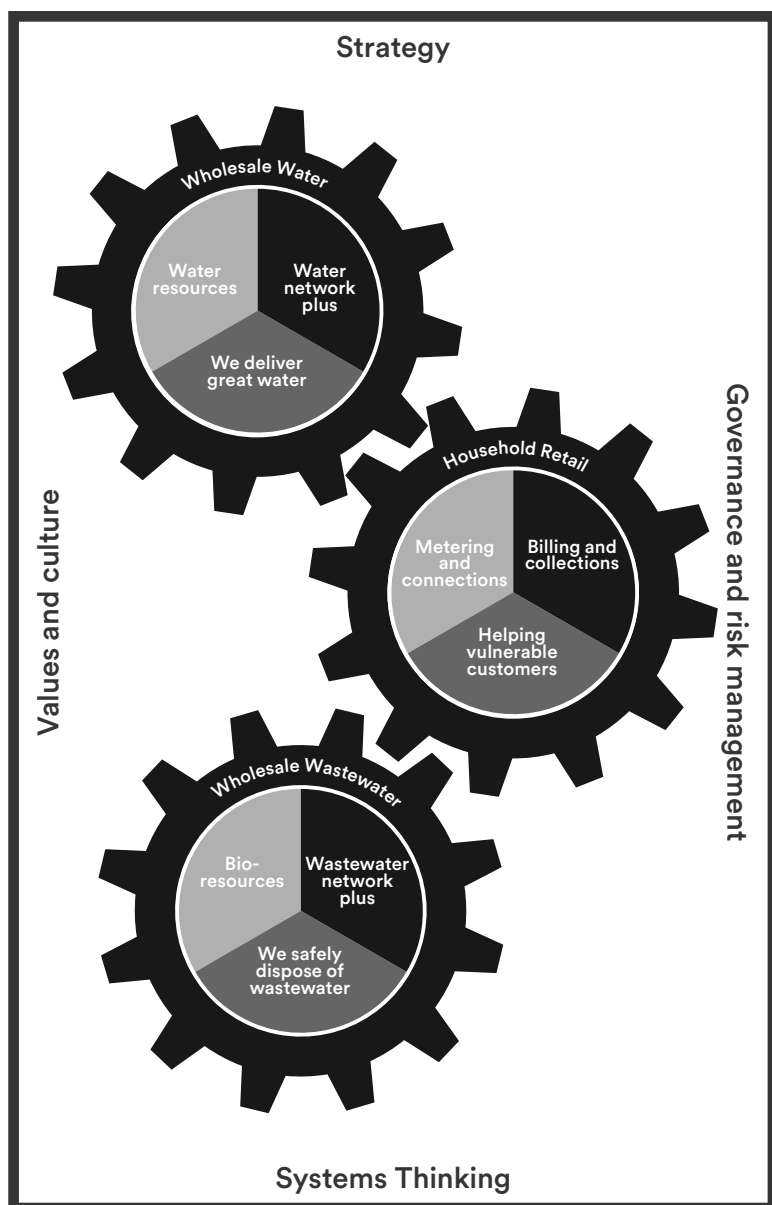 Strategy
Wholesale Water
Water
resources
Water
network
plus
We deliver
great water
Household Retail
Metering
and
connections
Billing and
collections
Helping
vulnerable
customers
Values and culture
Governance and risk management
Wholesale Wastewater
Bio-
resources
Wastewater
network
plus
We safely
dispose of
wastewater
Systems Thinking